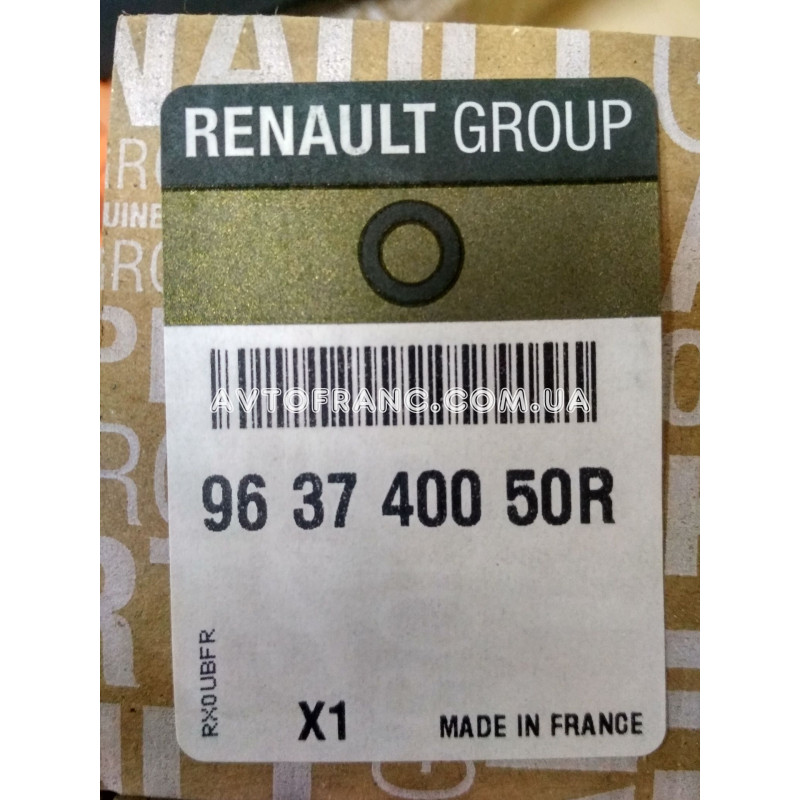 RENAULT GROUP
AVTOFRANC.COM.UA
96 37 400 50R
RX0UBFR
X1
MADE IN FRANCE